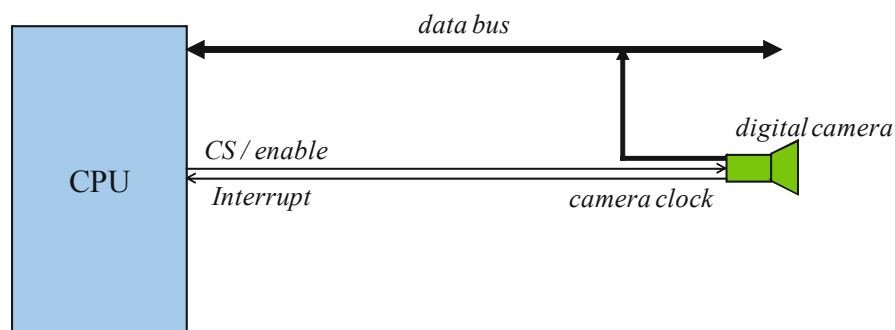 data bus
digital camera
CS / enable
CPU
Interrupt
camera clock